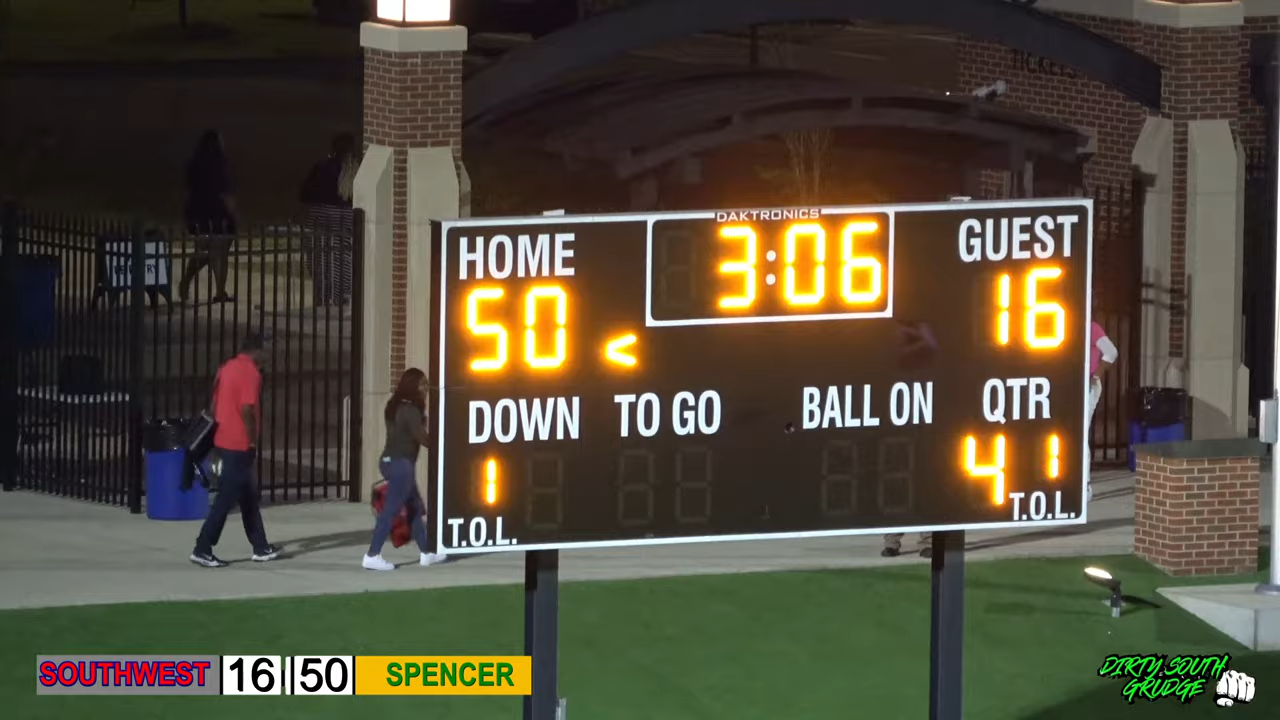 TICKETS
DAKTRONICS
HOME 3:06 GUEST
50 < 16
DOWN TO GO BALL ON QTR
1 4 1
T.O.L. T.O.L.
SOUTHWEST 16 50 SPENCER
DIRTY SOUTH
GRUDGE